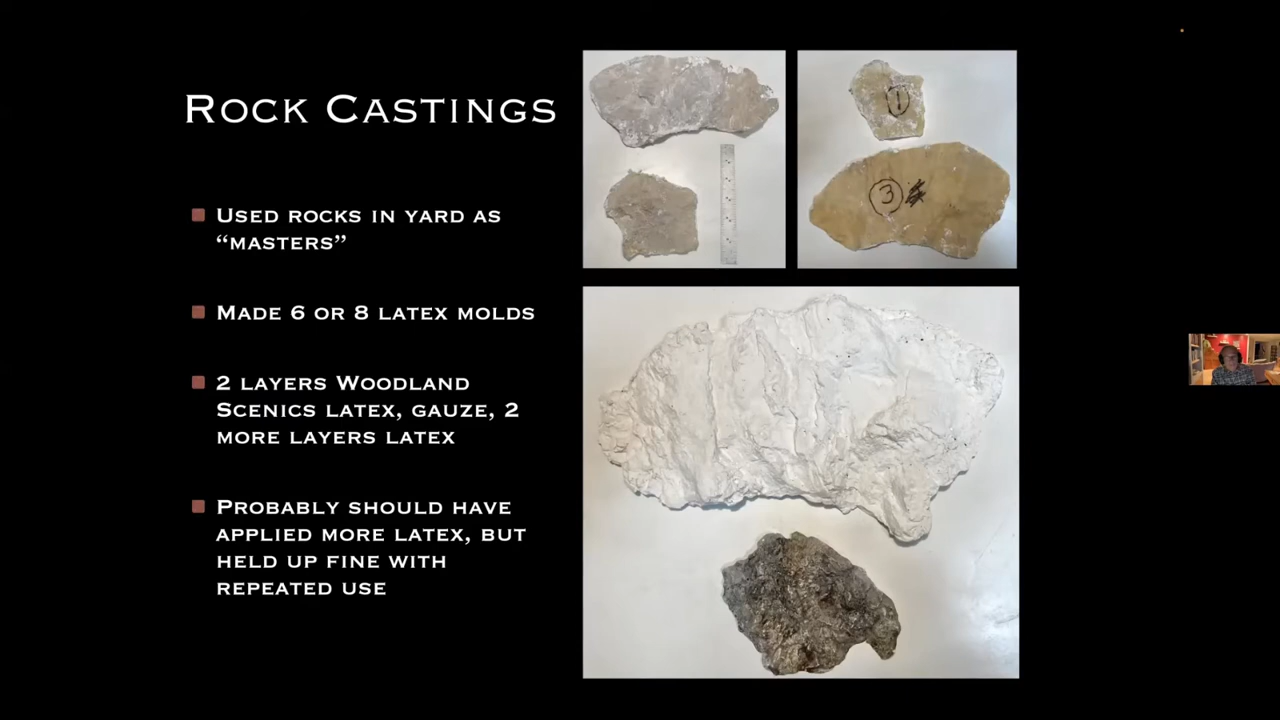 Rock Castings
Used rocks in yard as
“masters”
Made 6 or 8 latex molds
2 layers Woodland
Scenics latex, gauze, 2
more layers latex
Probably should have
applied more latex, but
held up fine with
repeated use
1
3